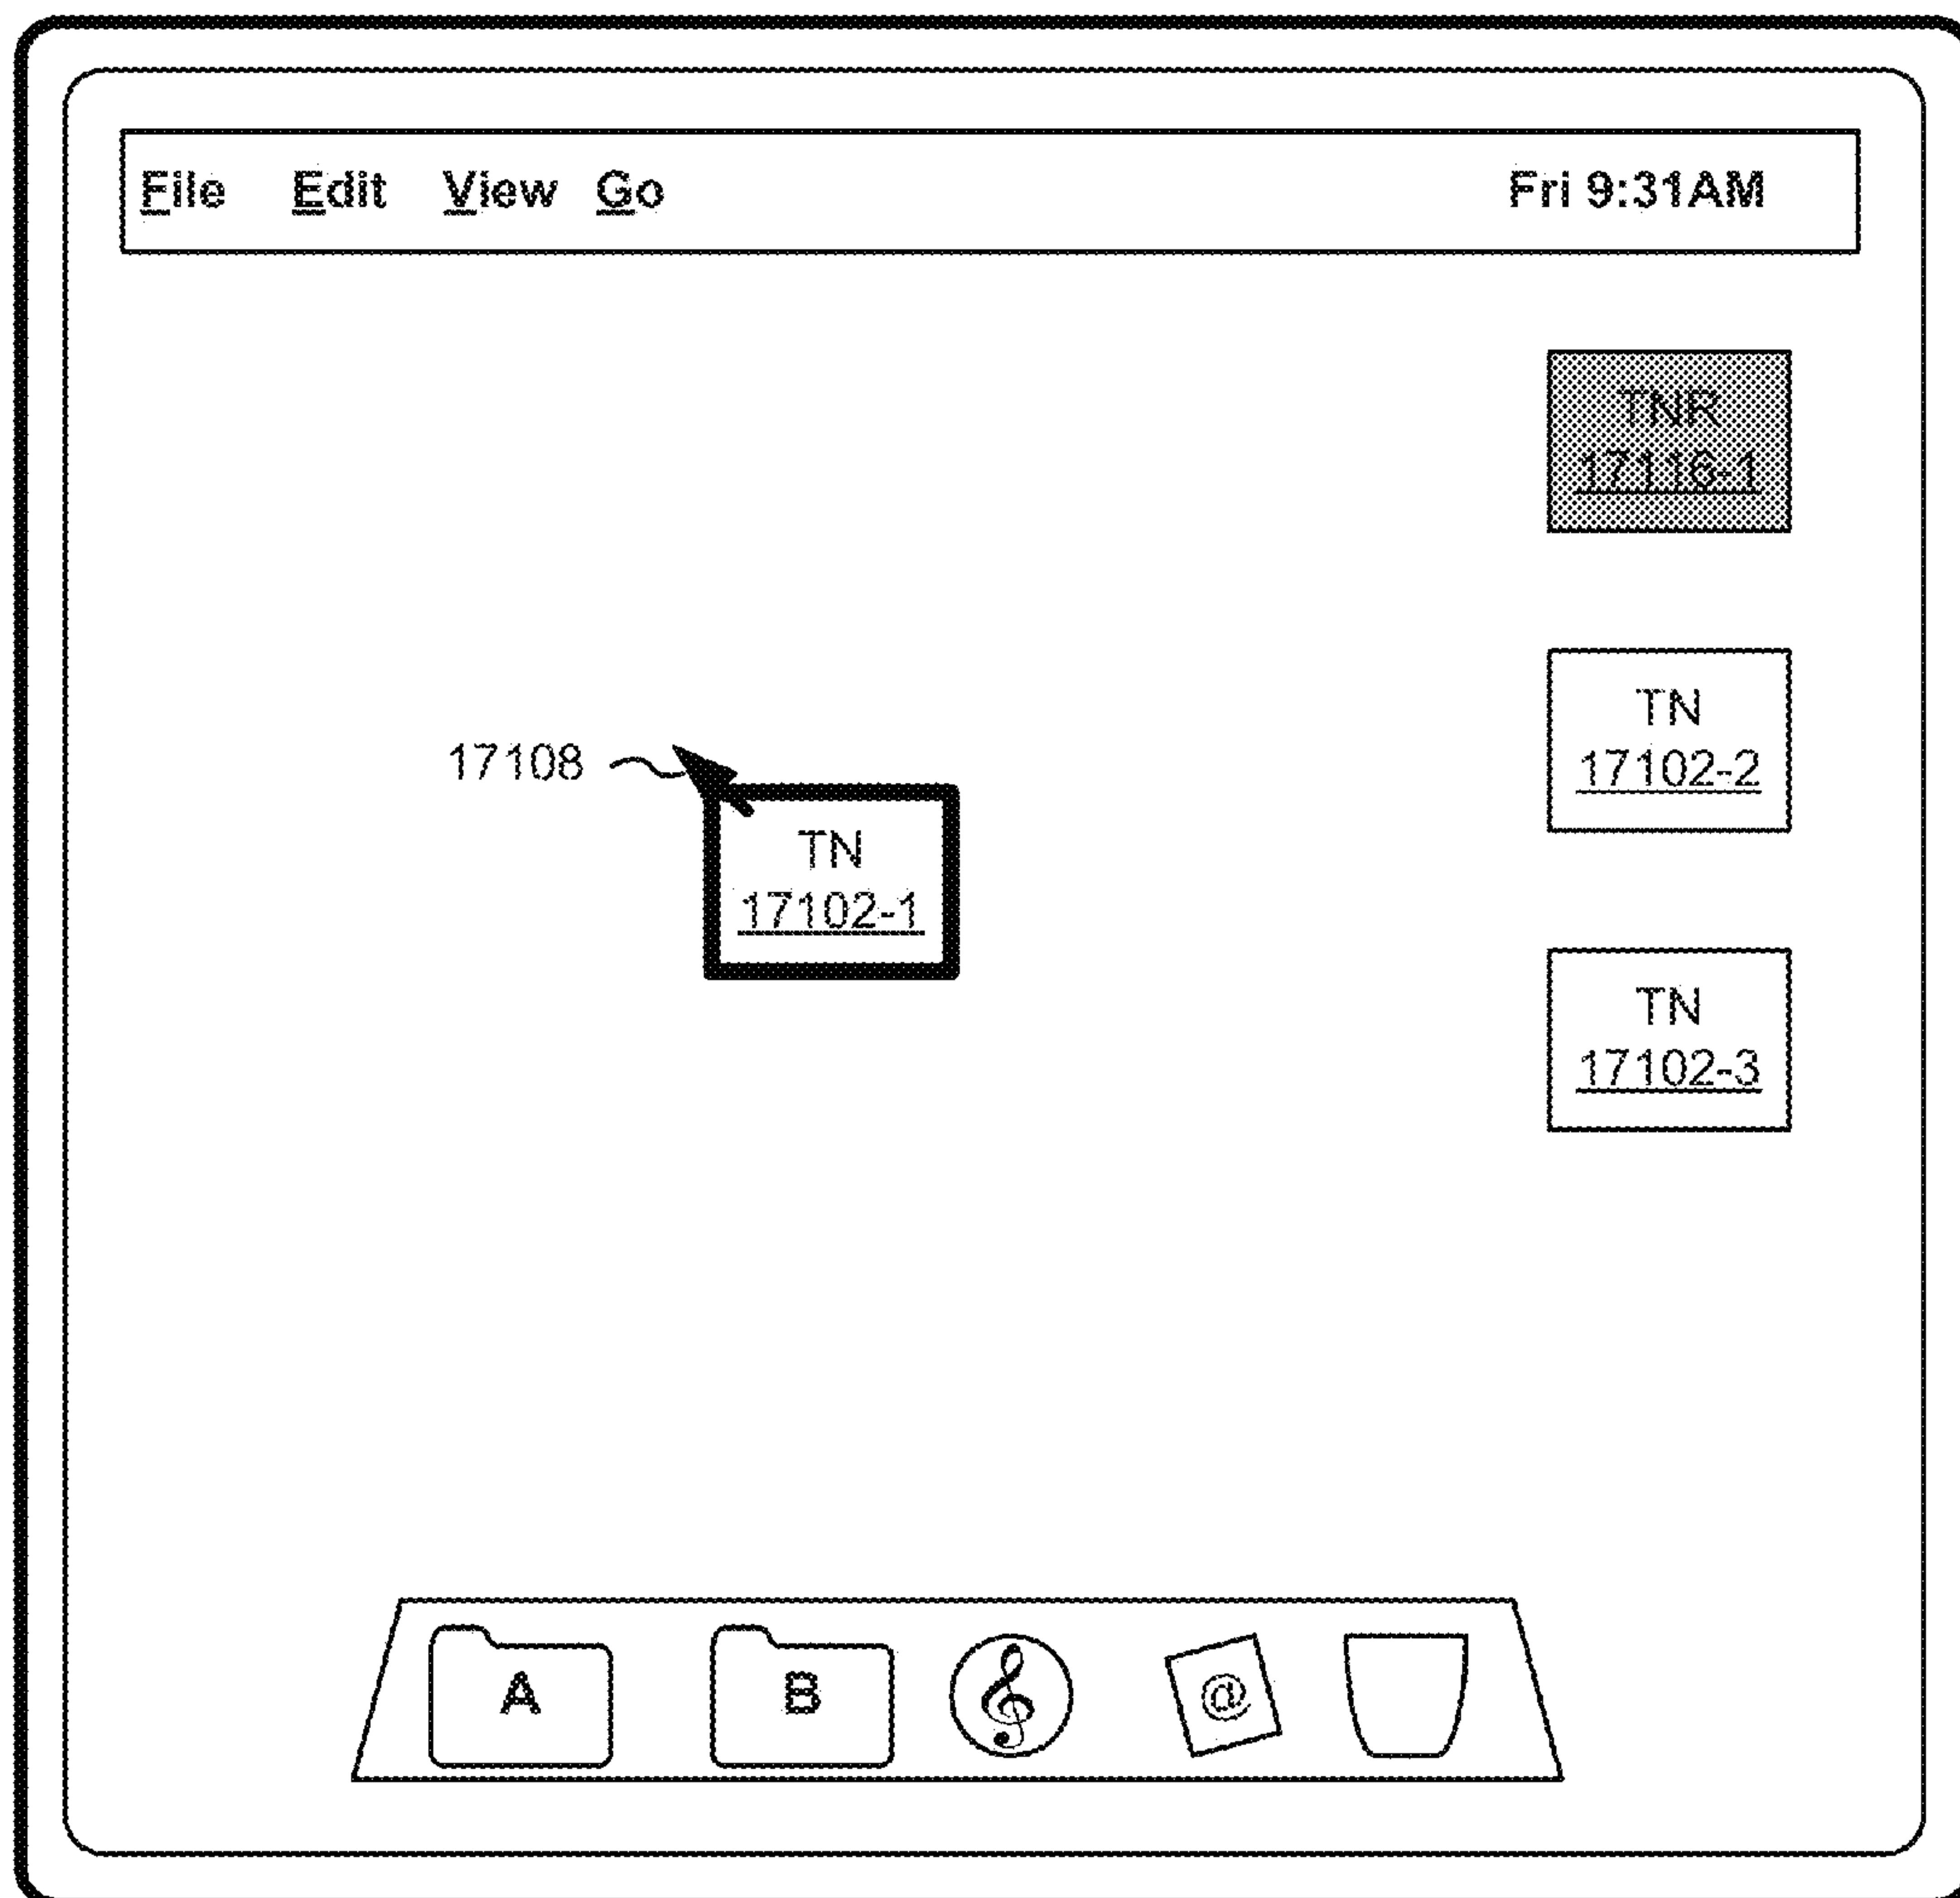 File Edit View Go Fri 9:31AM
TNR
17116-1
TN
17102-2
17108
TN
17102-1
TN
17102-3
A B @